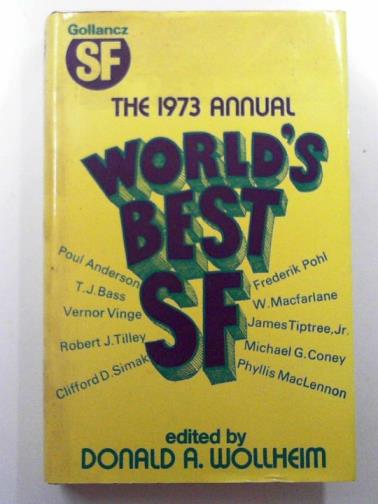 Gollancz
SF
THE 1973 ANNUAL
WORLD'S
BEST
SF
Poul Anderson
T.J. Bass
Vernor Vinge
Robert J. Tilley
Clifford D. Simak
Frederik Pohl
W. Macfarlane
James Tiptree, Jr.
Michael G. Coney
Phyllis MacLennon
edited by
DONALD A. WOLLHEIM